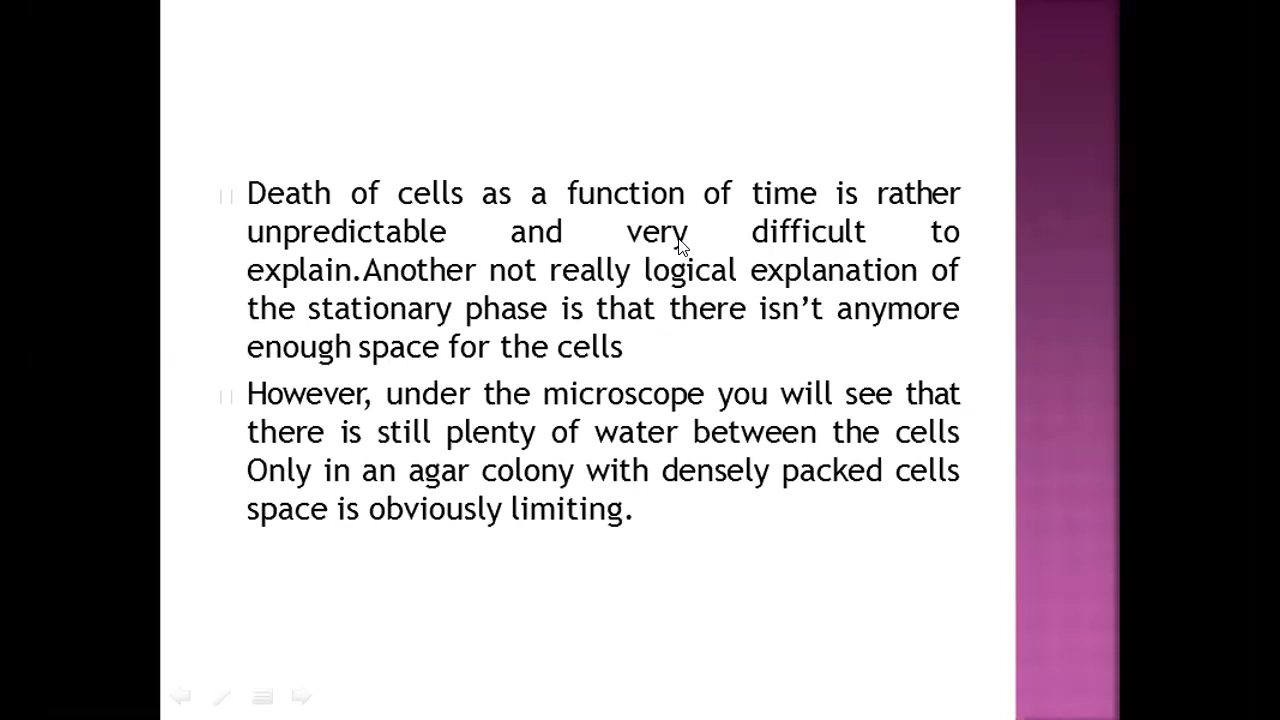 Death of cells as a function of time is rather
unpredictable and very difficult to
explain.Another not really logical explanation of
the stationary phase is that there isn’t anymore
enough space for the cells
However, under the microscope you will see that
there is still plenty of water between the cells
Only in an agar colony with densely packed cells
space is obviously limiting.